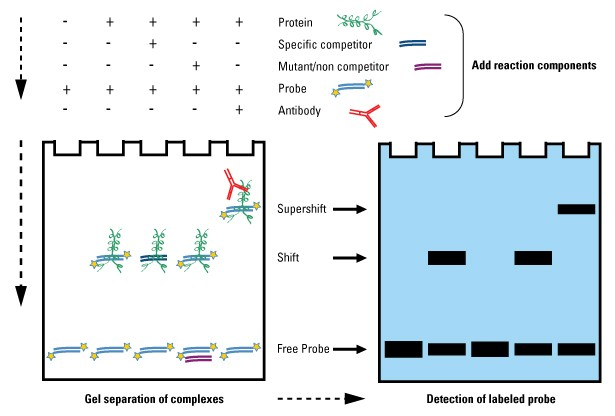 - + + + + Protein
- - + - - Specific competitor
- - - + - Mutant/non competitor
+ + + + + Probe
- - - - + Antibody
Add reaction components
Supershift
Shift
Free Probe
Gel separation of complexes
Detection of labeled probe